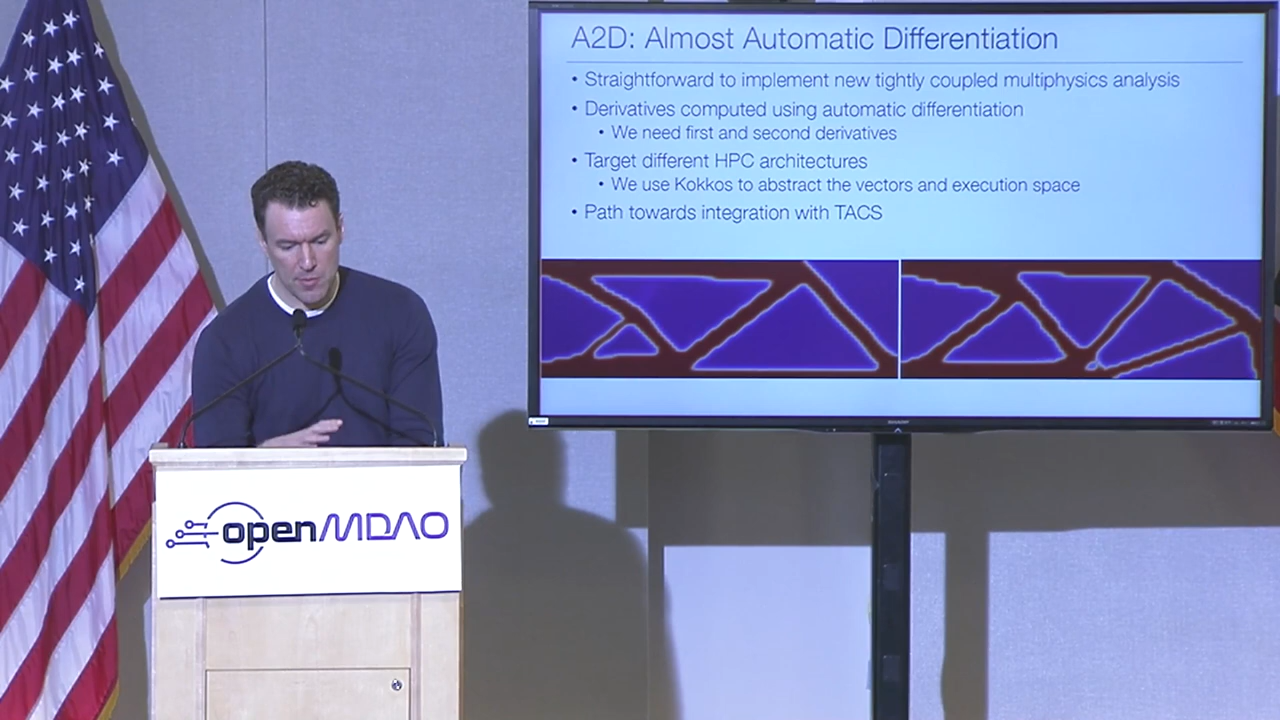 A2D: Almost Automatic Differentiation
• Straightforward to implement new tightly coupled multiphysics analysis
• Derivatives computed using automatic differentiation
• We need first and second derivatives
• Target different HPC architectures
• We use Kokkos to abstract the vectors and execution space
• Path towards integration with TACS
SHARP
openMDAO